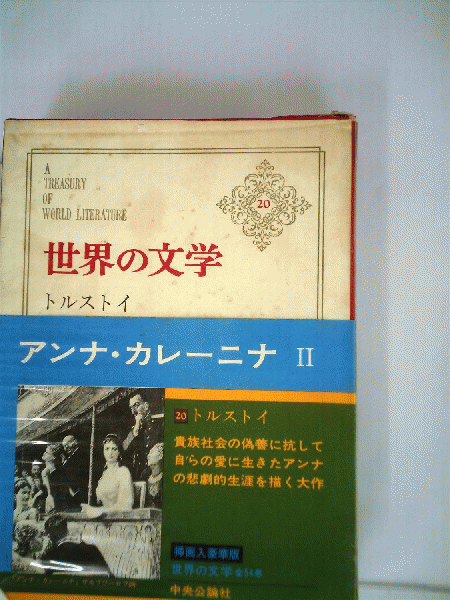 A
TREASURY
OF
WORLD LITERATURE
20
世界の文学
トルストイ
アンナ・カレーニナ II
20 トルストイ
貴族社会の偽善に抗して
自らの愛に生きたアンナ
の悲劇的生涯を描く大作
挿画入豪華版
世界の文学 全54巻
中央公論社